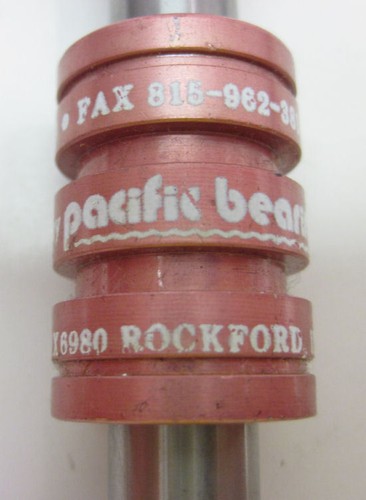 • FAX 815-962-3
pacific bear
X6980 ROCKFORD,